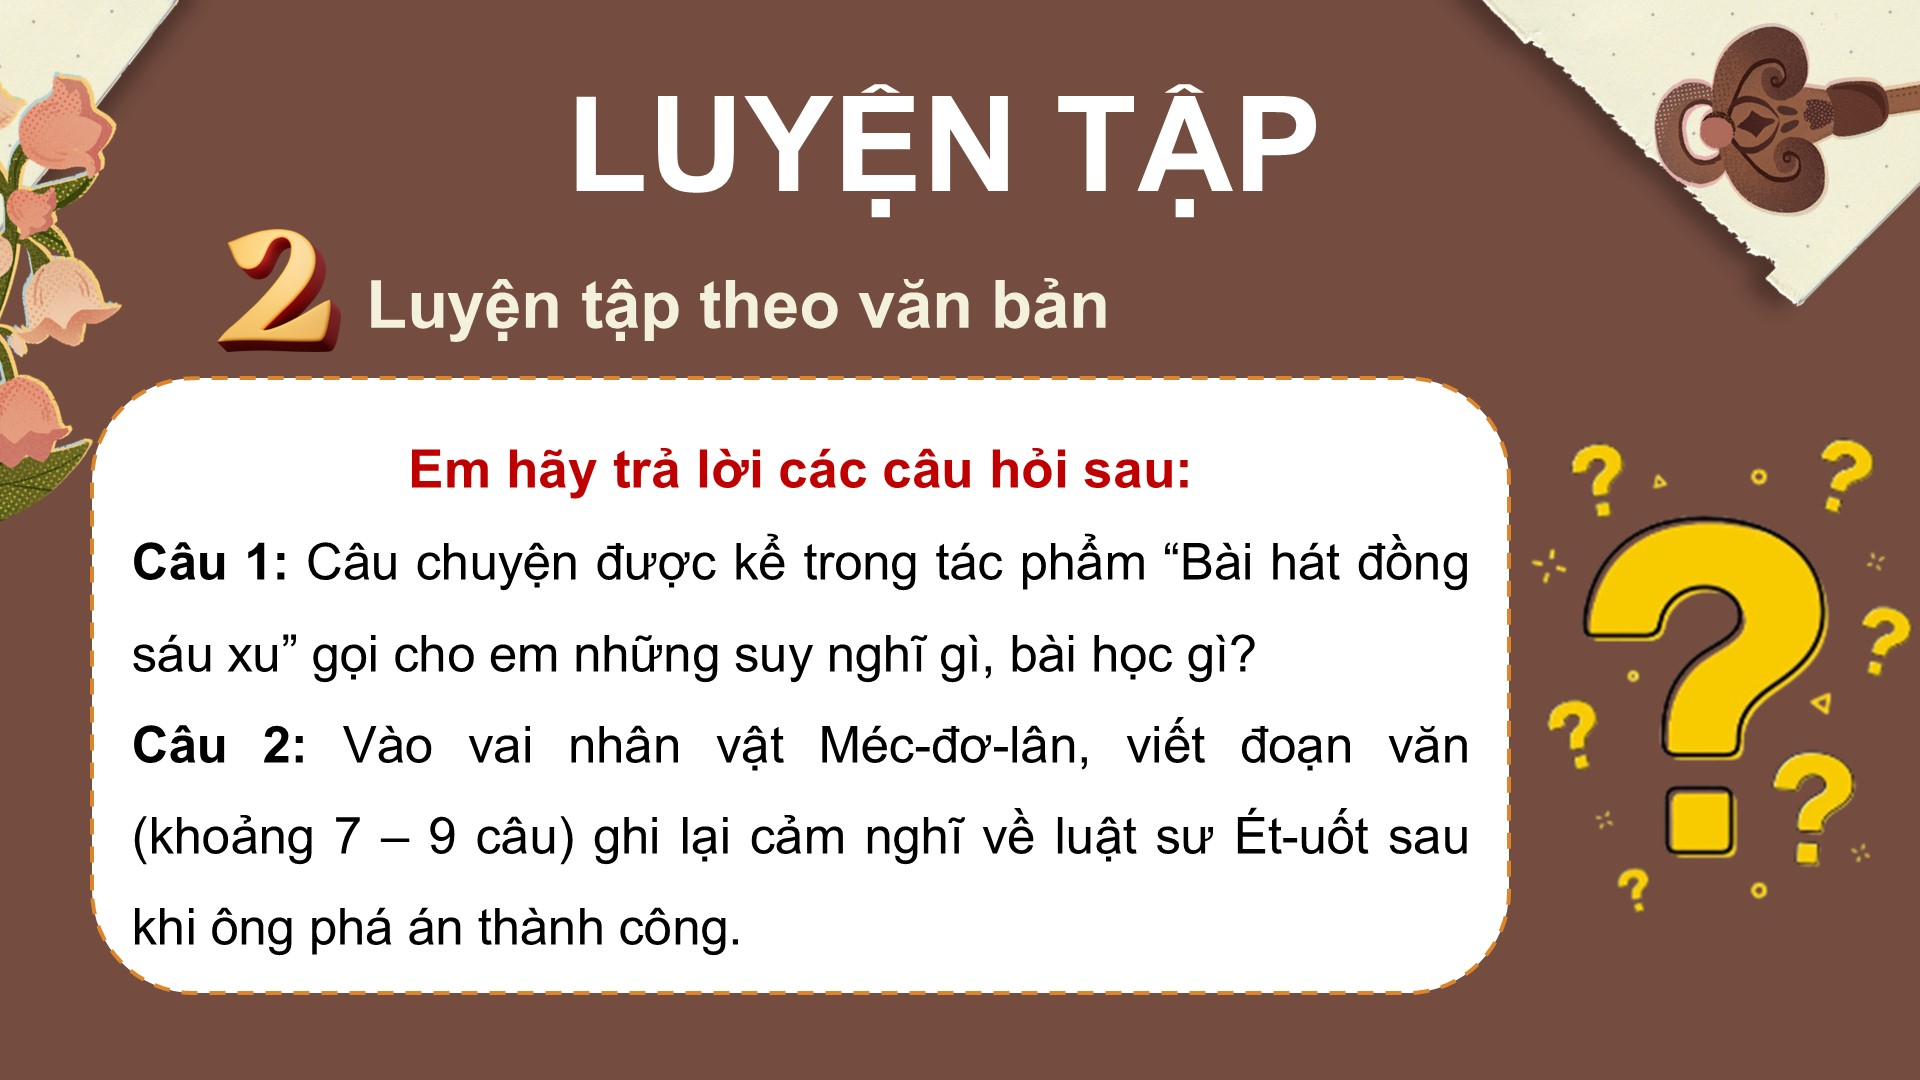 LUYỆN TẬP
2 Luyện tập theo văn bản
Em hãy trả lời các câu hỏi sau:
Câu 1: Câu chuyện được kể trong tác phẩm “Bài hát đồng
sáu xu” gọi cho em những suy nghĩ gì, bài học gì?
Câu 2: Vào vai nhân vật Méc-đơ-lân, viết đoạn văn
(khoảng 7 – 9 câu) ghi lại cảm nghĩ về luật sư Ét-uốt sau
khi ông phá án thành công.